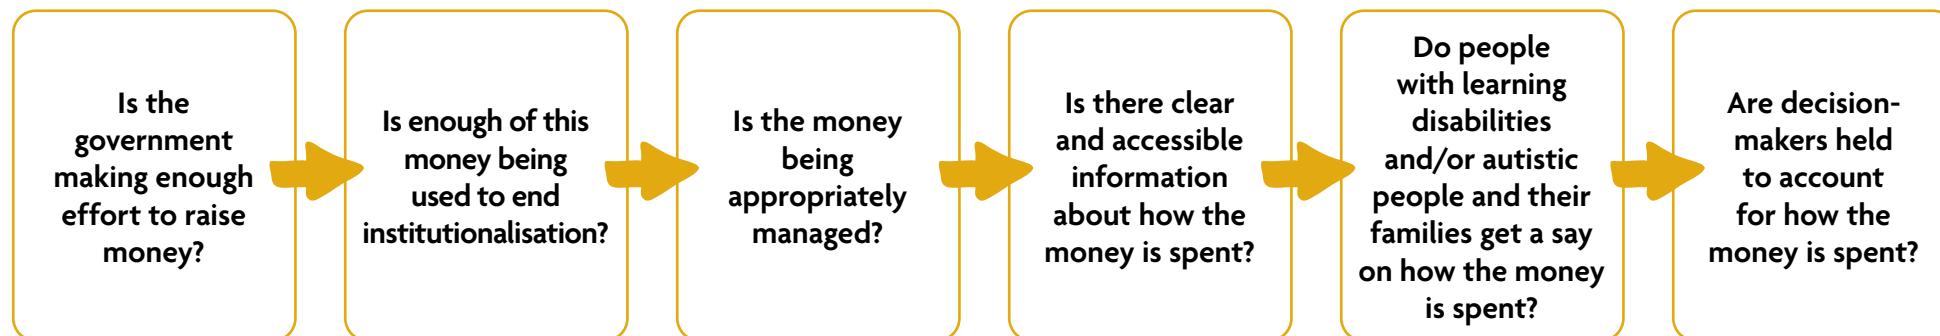 Is the
government
making enough
effort to raise
money?
Is enough of this
money being
used to end
institutionalisation?
Is the money
being
appropriately
managed?
Is there clear
and accessible
information
about how the
money is spent?
Do people
with learning
disabilities
and/or autistic
people and their
families get a say
on how the money
is spent?
Are decision-
makers held
to account
for how the
money is spent?